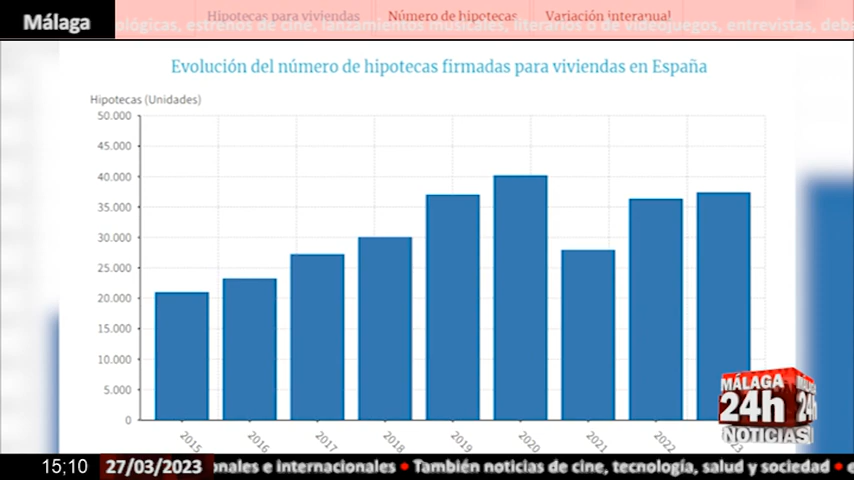 Málaga
Hipotecas para viviendas Número de hipotecas Variación interanual
ológicas, estrenos de cine, lanzamientos musicales, literarios o de videojuegos, entrevistas, deba
Evolución del número de hipotecas firmadas para viviendas en España
Hipotecas (Unidades)
50.000
45.000
40.000
35.000
30.000
25.000
20.000
15.000
10.000
5.000
0
2015 2016 2017 2018 2019 2020 2021 2022 23
MÁLAGA
24h
NOTICIAS
MÁLAGA
24h
15:10 27/03/2023 onales e internacionales • También noticias de cine, tecnología, salud y sociedad • e